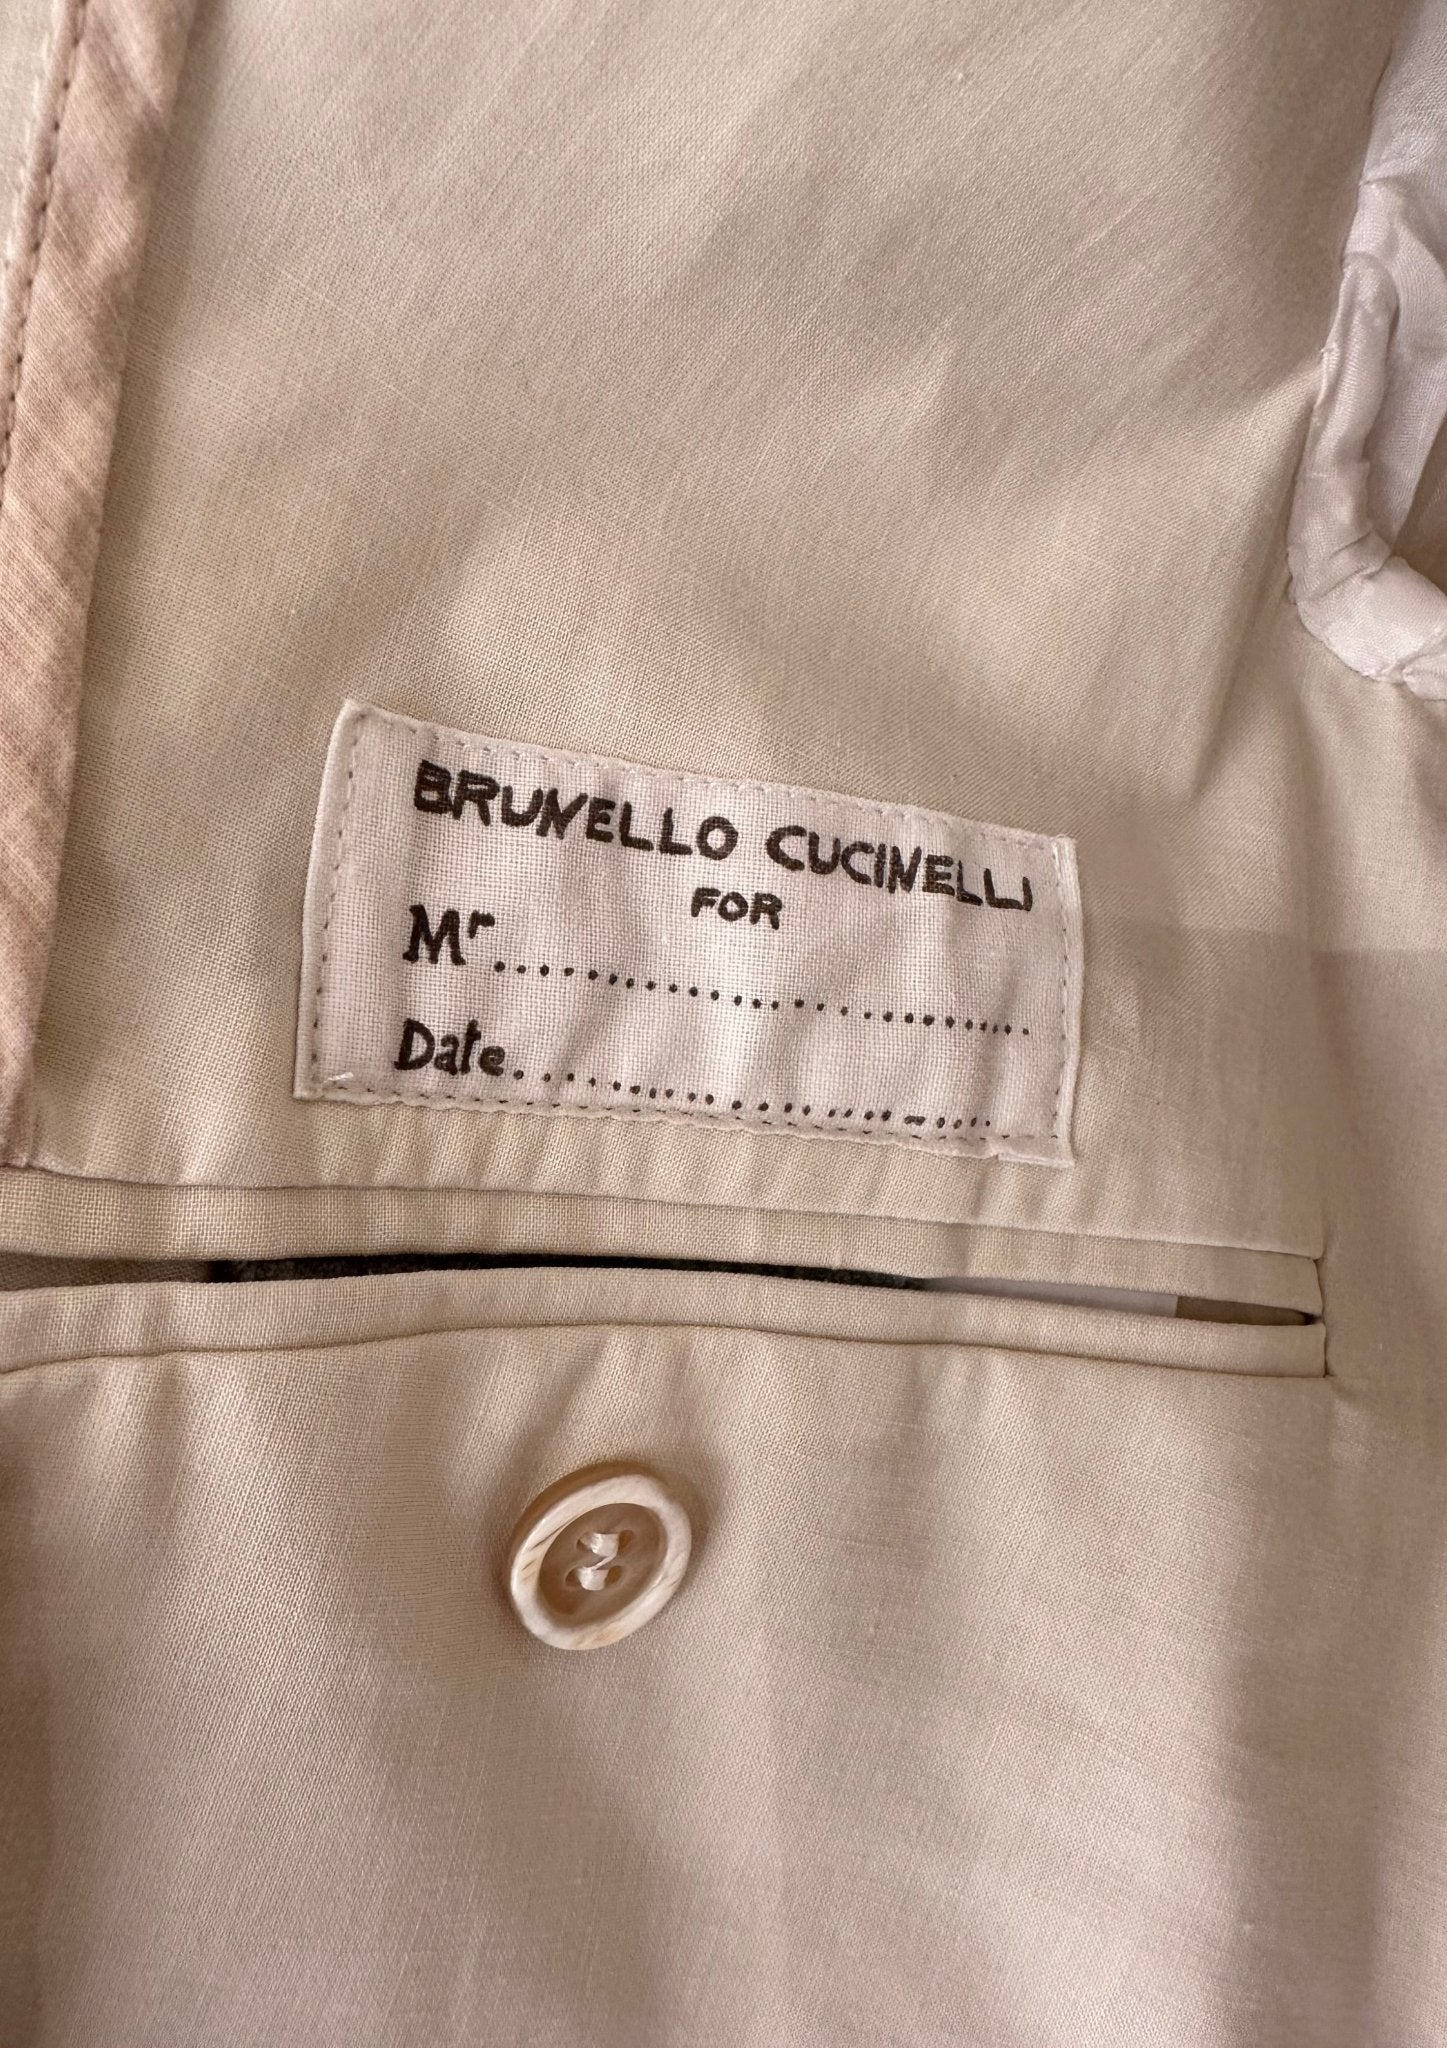 BRUNELLO CUCINELLI
FOR
Mr..............................
Date..............................